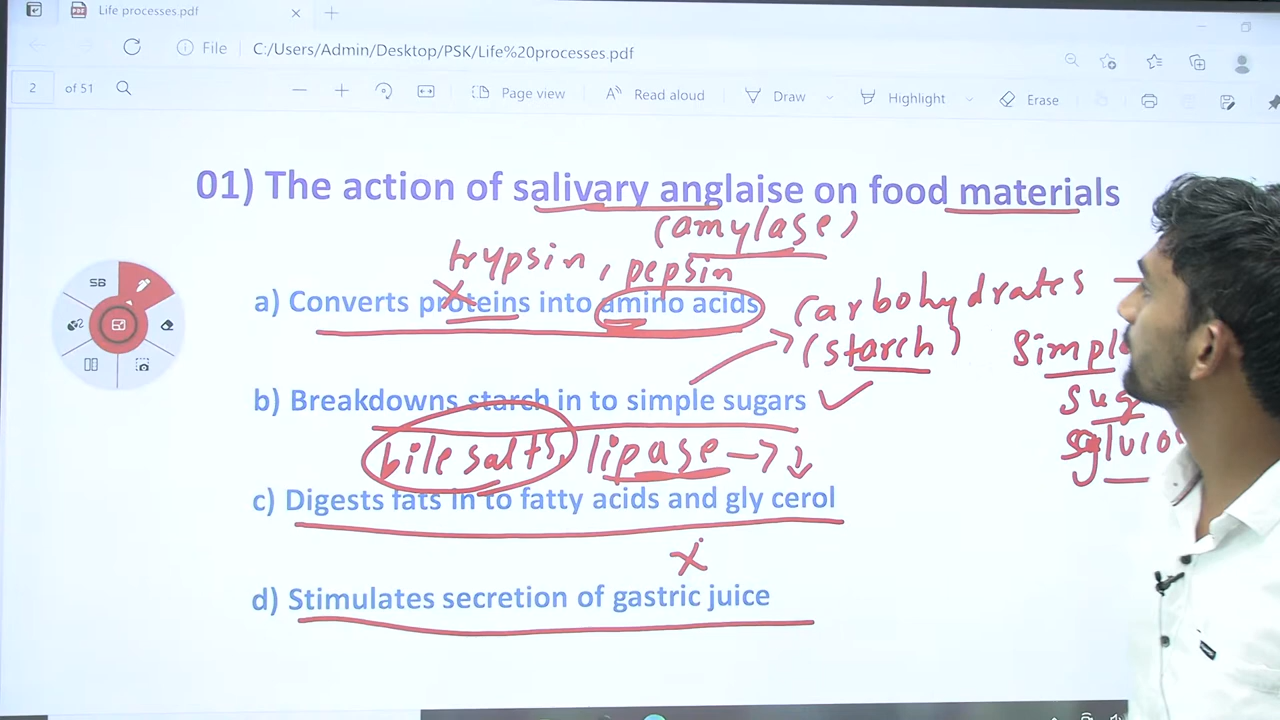 Life processes.pdf
File C:/Users/Admin/Desktop/PSK/Life%20processes.pdf
2 of 51 Page view Read aloud Draw Highlight Erase
01) The action of salivary anglaise on food materials
(amylase)
trypsin, pepsin
SB
a) Converts proteins into amino acids
Carbohydrates
(starch)
Simpl
b) Breakdowns starch in to simple sugars
sug
bile salts, lipase
c) Digests fats in to fatty acids and gly cerol
d) Stimulates secretion of gastric juice